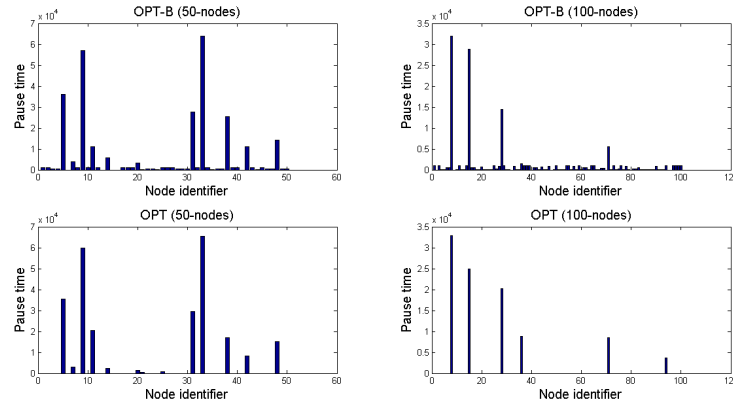 OPT-B (50-nodes)
x 10^4
7
6
5
4
3
2
1
0
Pause time
0 10 20 30 40 50 60
Node identifier
OPT-B (100-nodes)
x 10^4
3.5
3
2.5
2
1.5
1
0.5
0
Pause time
0 20 40 60 80 100 120
Node identifier
OPT (50-nodes)
x 10^4
7
6
5
4
3
2
1
0
Pause time
0 10 20 30 40 50 60
Node identifier
OPT (100-nodes)
x 10^4
3.5
3
2.5
2
1.5
1
0.5
0
Pause time
0 20 40 60 80 100 12
Node identifier